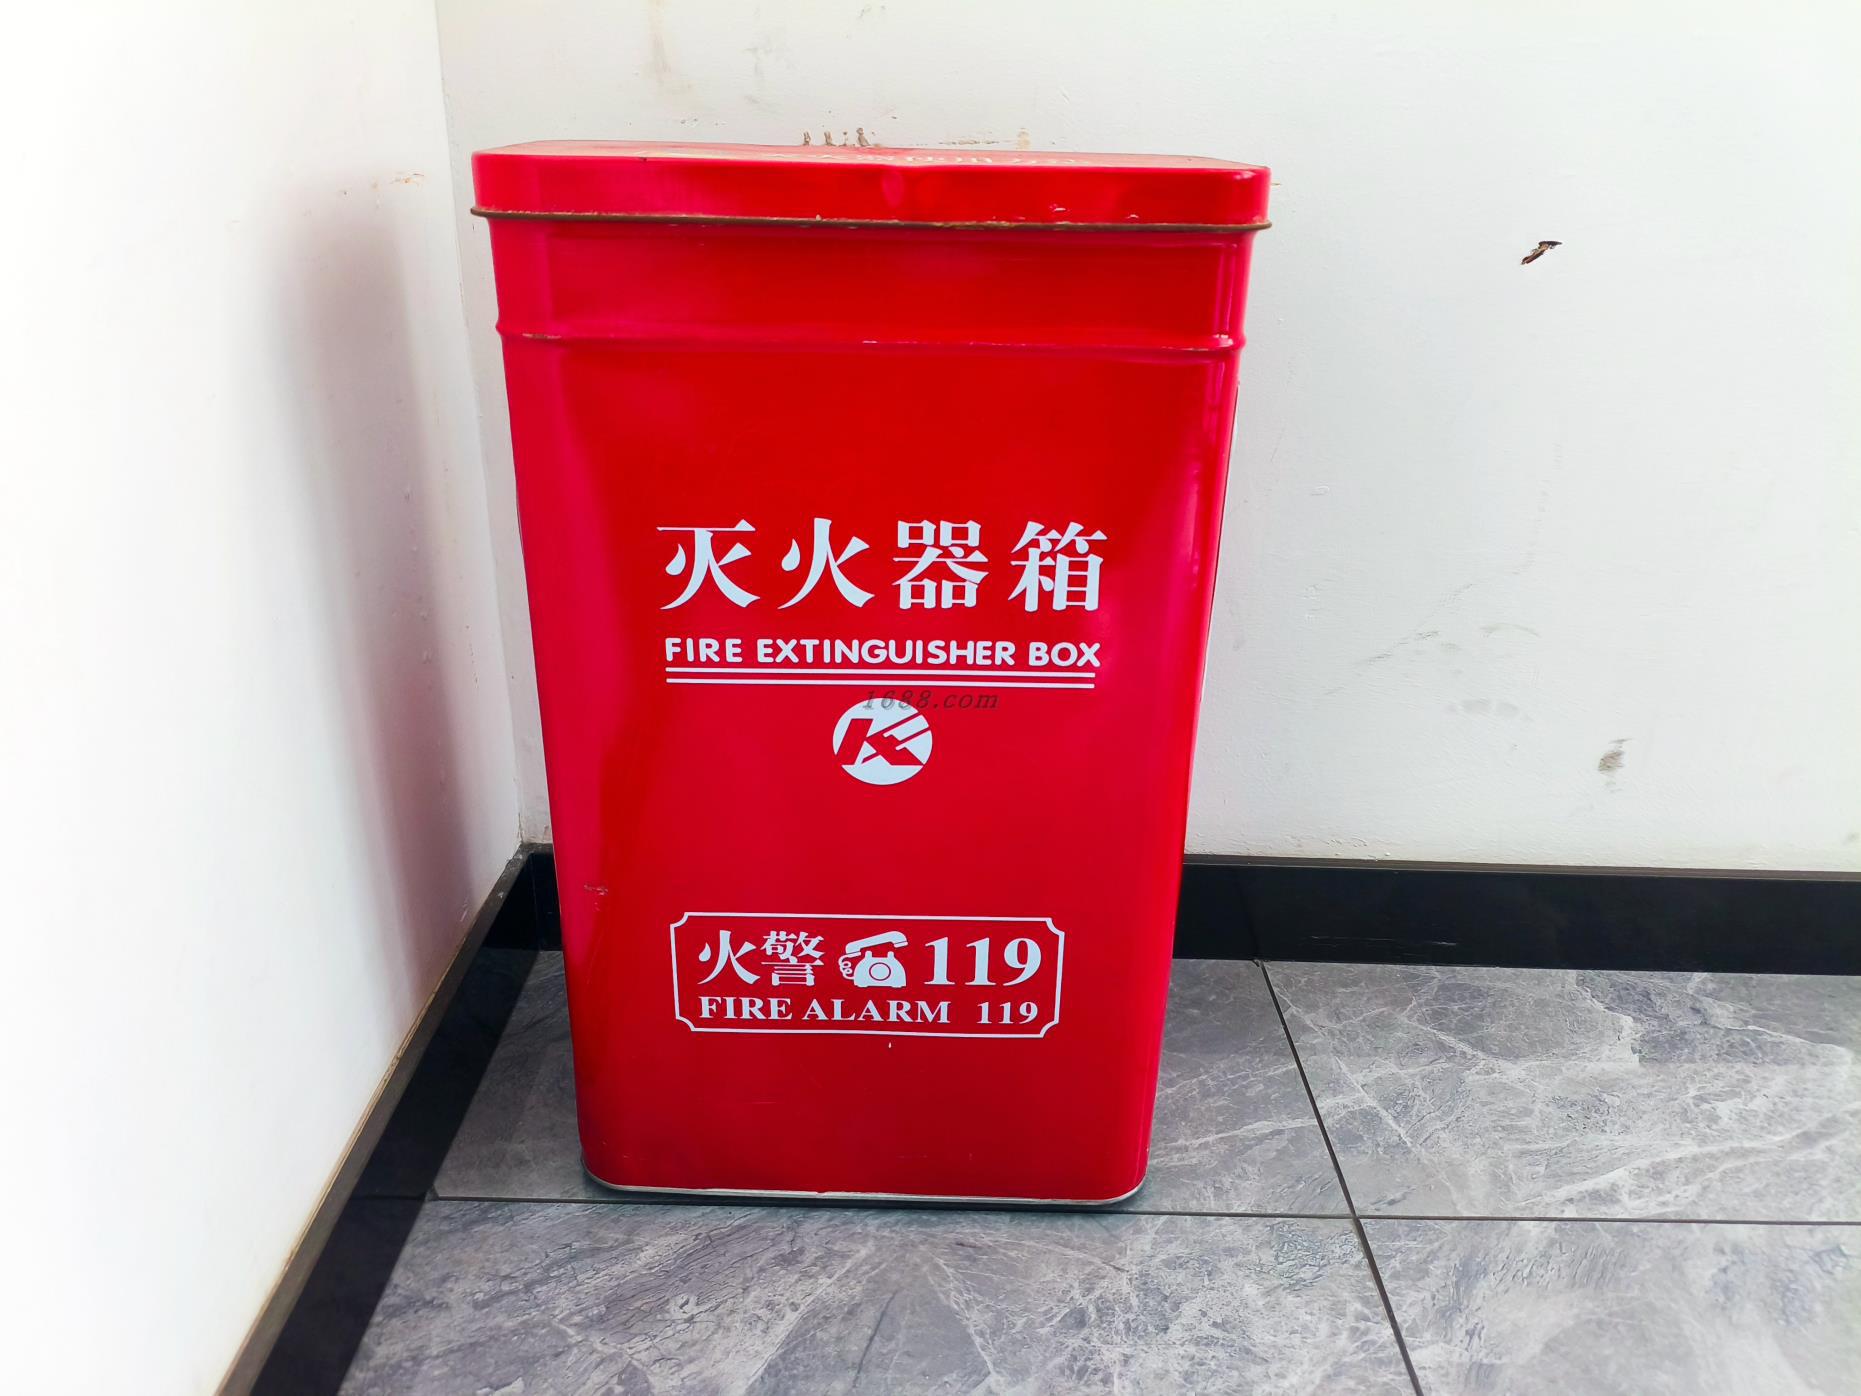 灭火器箱
FIRE EXTINGUISHER BOX
1688.com
火警 119
FIRE ALARM 119